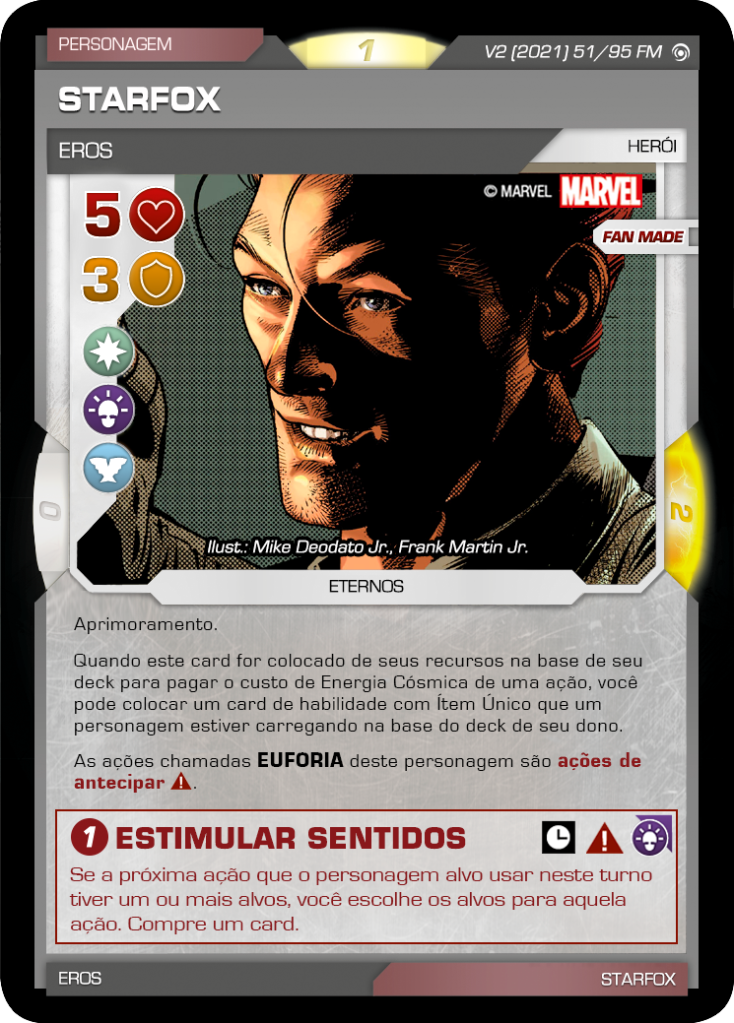 PERSONAGEM
1
V2 (2021) 51/95 FM
STARFOX
EROS
HERÓI
© MARVEL MARVEL
5
FAN MADE
3
0
2
Ilust.: Mike Deodato Jr., Frank Martin Jr.
ETERNOS
Aprimoramento.
Quando este card for colocado de seus recursos na base de seu
deck para pagar o custo de Energia Cósmica de uma ação, você
pode colocar um card de habilidade com Ítem Único que um
personagem estiver carregando na base do deck de seu dono.
As ações chamadas EUFORIA deste personagem são ações de
antecipar.
1 ESTIMULAR SENTIDOS
Se a próxima ação que o personagem alvo usar neste turno
tiver um ou mais alvos, você escolhe os alvos para aquela
ação. Compre um card.
EROS
STARFOX